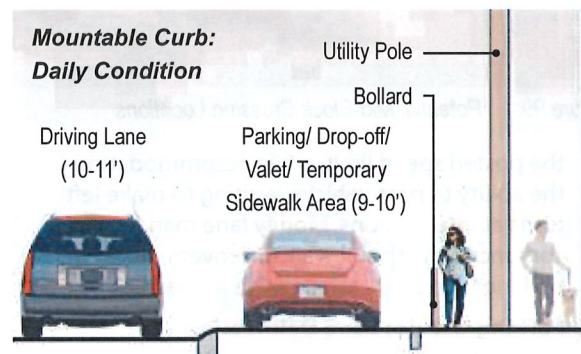 Mountable Curb:
Daily Condition
Utility Pole
Bollard
Driving Lane
(10-11')
Parking/ Drop-off/
Valet/ Temporary
Sidewalk Area (9-10')